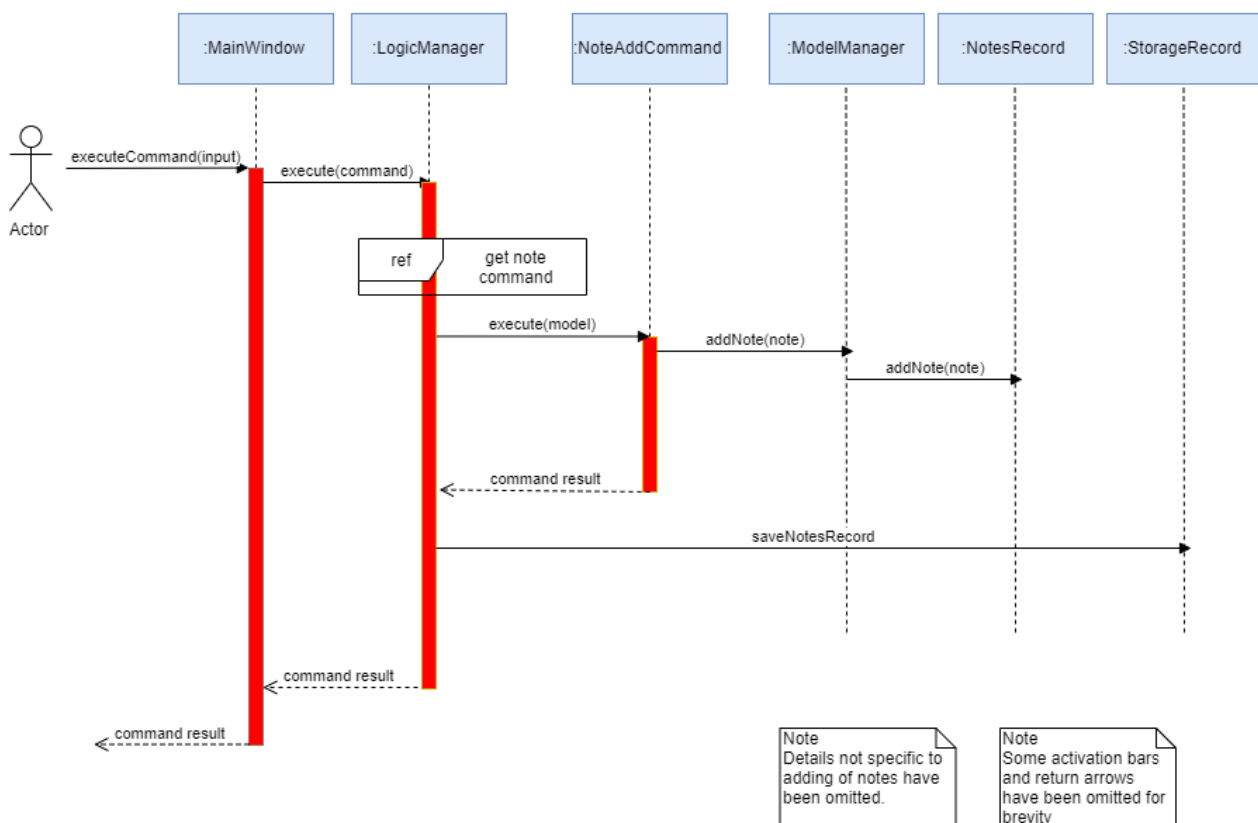 :MainWindow
:LogicManager
:NoteAddCommand
:ModelManager
:NotesRecord
:StorageRecord
executeCommand(input)
execute(command)
Actor
ref
get note
command
execute(model)
addNote(note)
addNote(note)
command result
saveNotesRecord
command result
command result
Note
Details not specific to
adding of notes have
been omitted.
Note
Some activation bars
and return arrows
have been omitted for
brevity